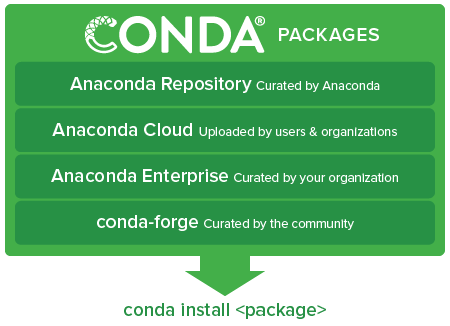 CONDA® PACKAGES
Anaconda Repository Curated by Anaconda
Anaconda Cloud Uploaded by users & organizations
Anaconda Enterprise Curated by your organization
conda-forge Curated by the community
conda install <package>